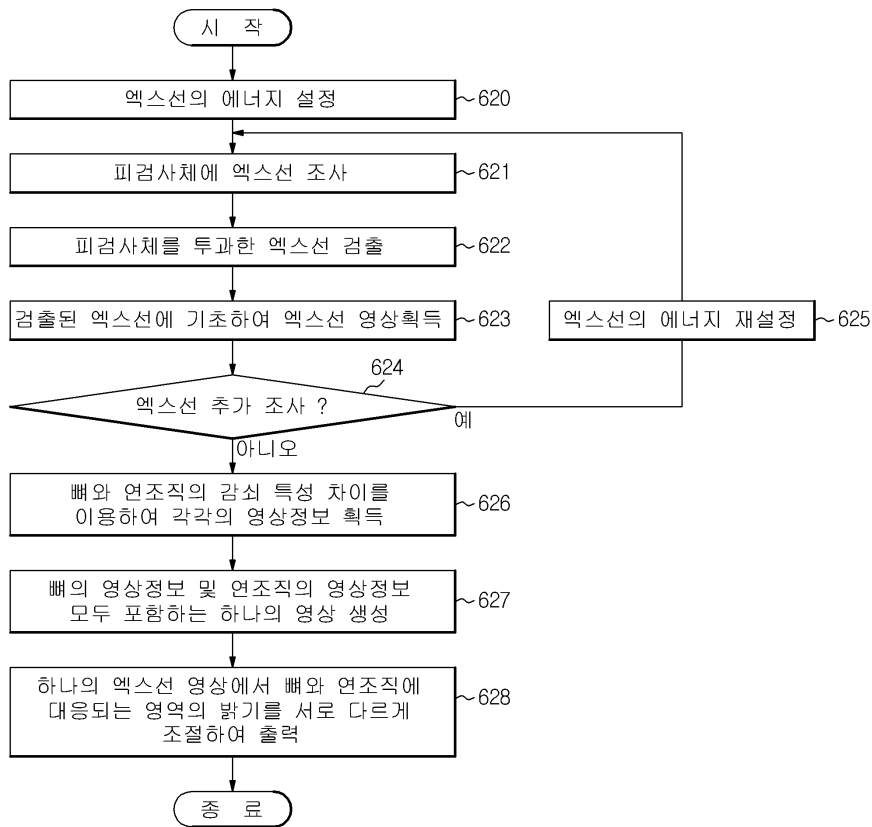 시 작
엑스선의 에너지 설정
620
피검사체에 엑스선 조사
621
피검사체를 투과한 엑스선 검출
622
검출된 엑스선에 기초하여 엑스선 영상획득
623
엑스선의 에너지 재설정
625
624
엑스선 추가 조사 ?
예
아니오
뼈와 연조직의 감쇠 특성 차이를
이용하여 각각의 영상정보 획득
626
뼈의 영상정보 및 연조직의 영상정보
모두 포함하는 하나의 영상 생성
627
하나의 엑스선 영상에서 뼈와 연조직에
대응되는 영역의 밝기를 서로 다르게
조절하여 출력
628
종 료